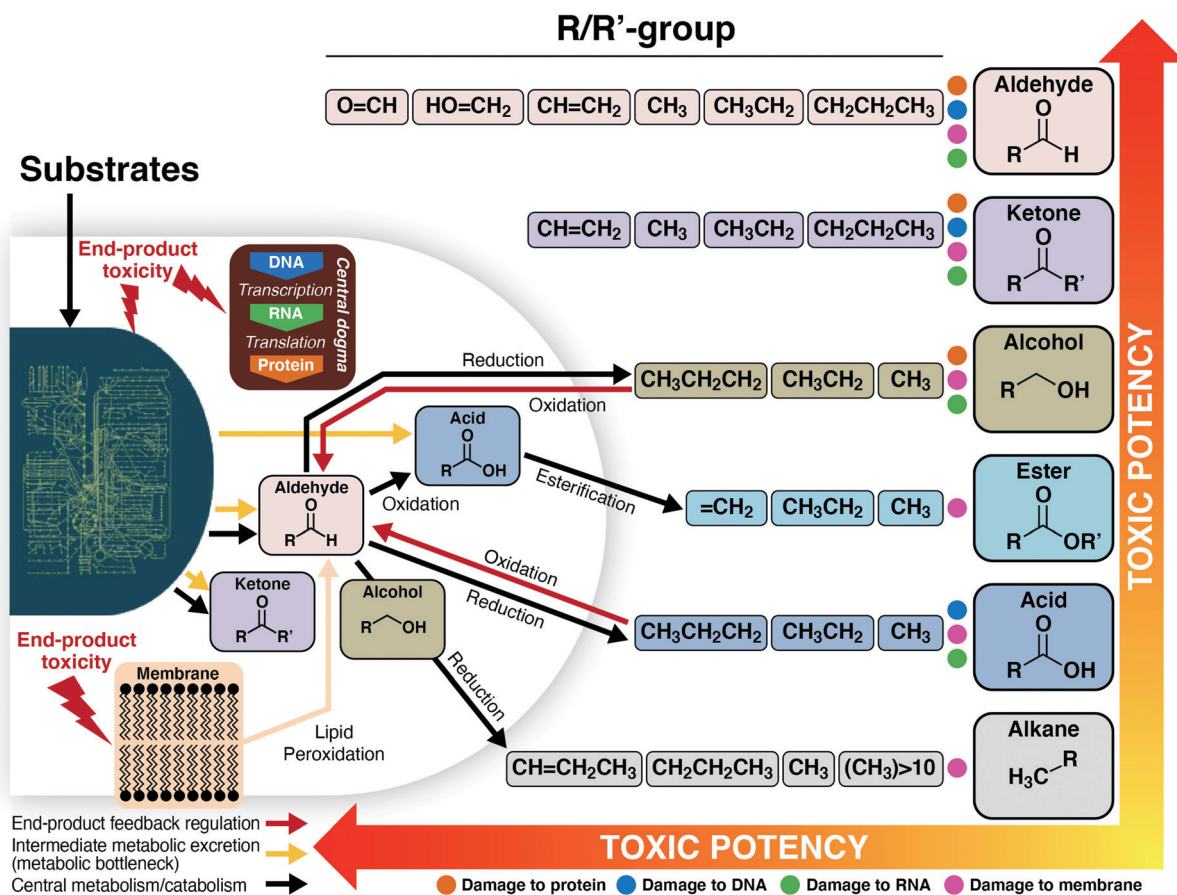 R/R'-group
O=CH HO=CH₂ CH=CH₂ CH₃ CH₃CH₂ CH₂CH₂CH₃
Aldehyde
O
R H
Substrates
CH=CH₂ CH₃ CH₃CH₂ CH₂CH₂CH₃
Ketone
O
R R'
End-product
toxicity
DNA
Transcription
RNA
Translation
Protein
Central dogma
Reduction
Oxidation
CH₃CH₂CH₂ CH₃CH₂ CH₃
Alcohol
R OH
Acid
O
R OH
Oxidation
Esterification
=CH₂ CH₃CH₂ CH₃
Ester
O
R OR'
Aldehyde
O
R H
Ketone
O
R R'
Alcohol
R OH
Oxidation
Reduction
CH₃CH₂CH₂ CH₃CH₂ CH₃
Acid
O
R OH
End-product
toxicity
Membrane
Lipid
Peroxidation
Reduction
CH=CH₂CH₃ CH₂CH₂CH₃ CH₃ (CH₃)>10
Alkane
H₃C R
TOXIC POTENCY
TOXIC POTENCY
End-product feedback regulation
Intermediate metabolic excretion
(metabolic bottleneck)
Central metabolism/catabolism
Damage to protein Damage to DNA Damage to RNA Damage to membrane